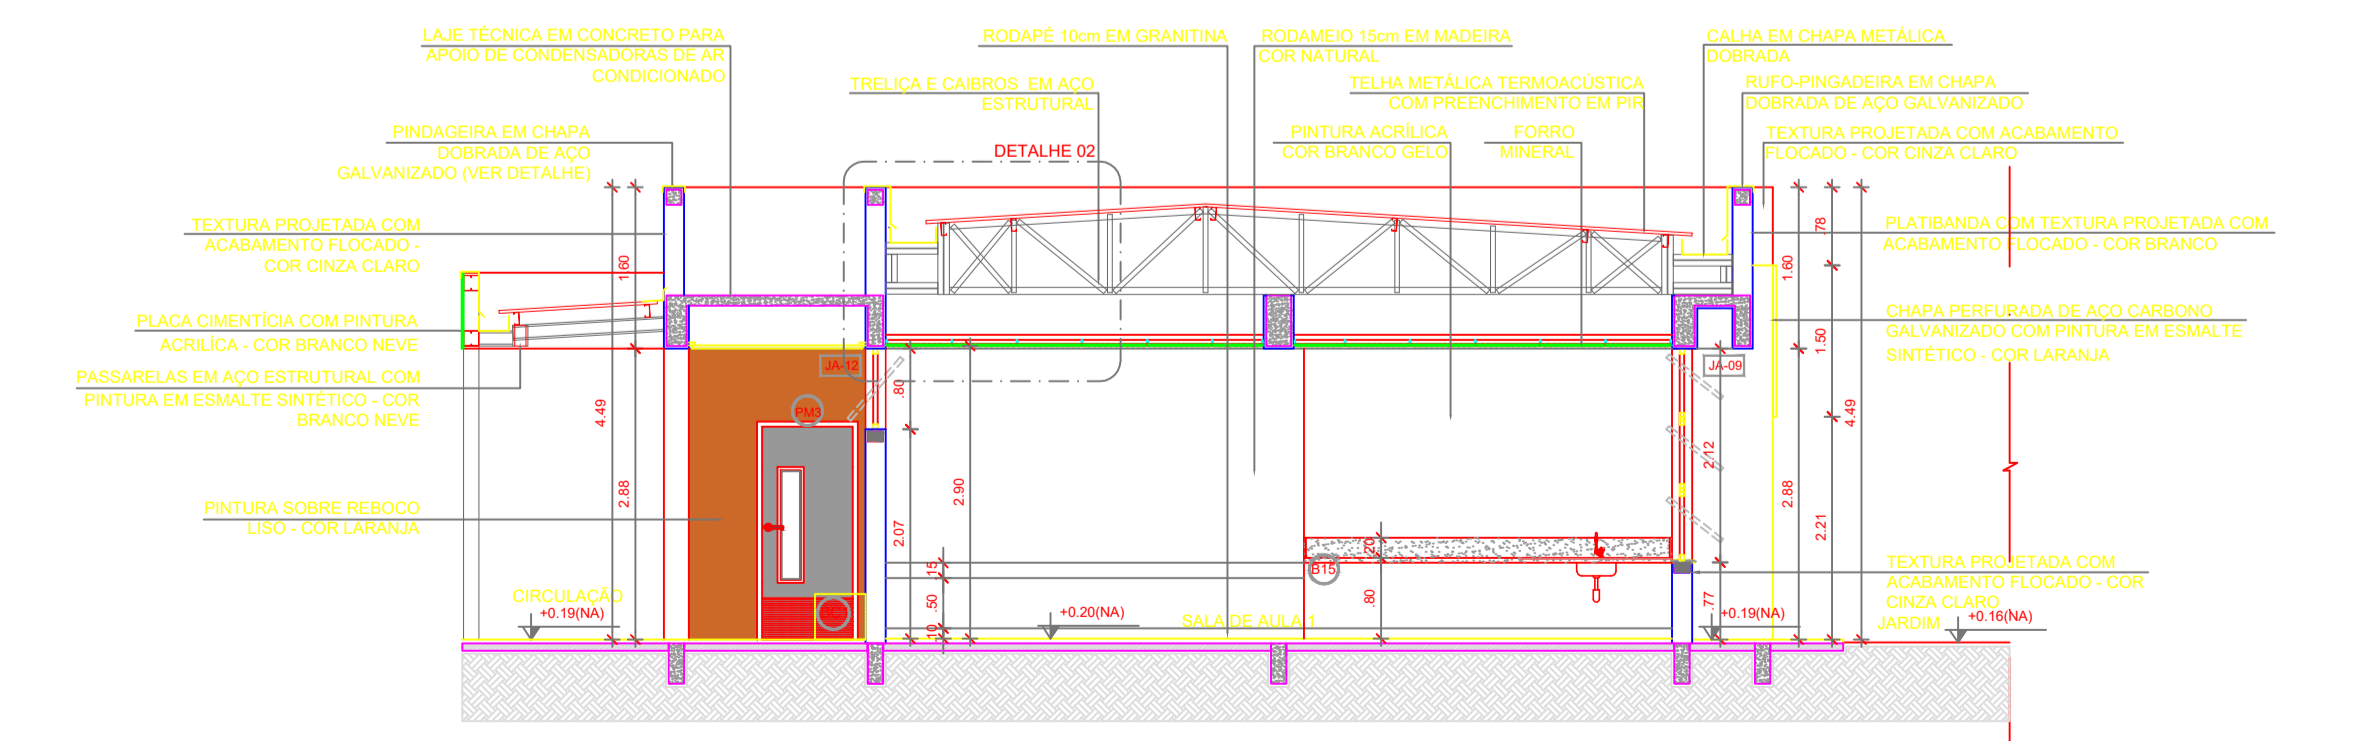 LAJE TÉCNICA EM CONCRETO PARA
APOIO DE CONDENSADORAS DE AR
CONDICIONADO
RODAPÉ 10cm EM GRANITINA
RODAMEIO 15cm EM MADEIRA
COR NATURAL
CALHA EM CHAPA METÁLICA
DOBRADA
TRELIÇA E CAIBROS EM AÇO
ESTRUTURAL
TELHA METÁLICA TERMOACÚSTICA
COM PREENCHIMENTO EM PIR
RUFO-PINGADEIRA EM CHAPA
DOBRADA DE AÇO GALVANIZADO
PINDAGEIRA EM CHAPA
DOBRADA DE AÇO
GALVANIZADO (VER DETALHE)
DETALHE 02
PINTURA ACRÍLICA
COR BRANCO GELO
FORRO
MINERAL
TEXTURA PROJETADA COM ACABAMENTO
FLOCADO - COR CINZA CLARO
TEXTURA PROJETADA COM
ACABAMENTO FLOCADO -
COR CINZA CLARO
PLATIBANDA COM TEXTURA PROJETADA COM
ACABAMENTO FLOCADO - COR BRANCO
1.60
1.60
.78
PLACA CIMENTÍCIA COM PINTURA
ACRILÍCA - COR BRANCO NEVE
CHAPA PERFURADA DE AÇO CARBONO
GALVANIZADO COM PINTURA EM ESMALTE
SINTÉTICO - COR LARANJA
1.50
PASSARELAS EM AÇO ESTRUTURAL COM
PINTURA EM ESMALTE SINTÉTICO - COR
BRANCO NEVE
JA-12
JA-09
PM3
.80
4.49
4.49
2.12
2.88
2.90
2.88
2.07
2.21
PINTURA SOBRE REBOCO
LISO - COR LARANJA
.20
.15
B15
.50
.80
.77
.10
TEXTURA PROJETADA COM
ACABAMENTO FLOCADO - COR
CINZA CLARO
CIRCULAÇÃO
+0.19(NA)
+0.20(NA)
SALA DE AULA 1
+0.19(NA)
JARDIM
+0.16(NA)